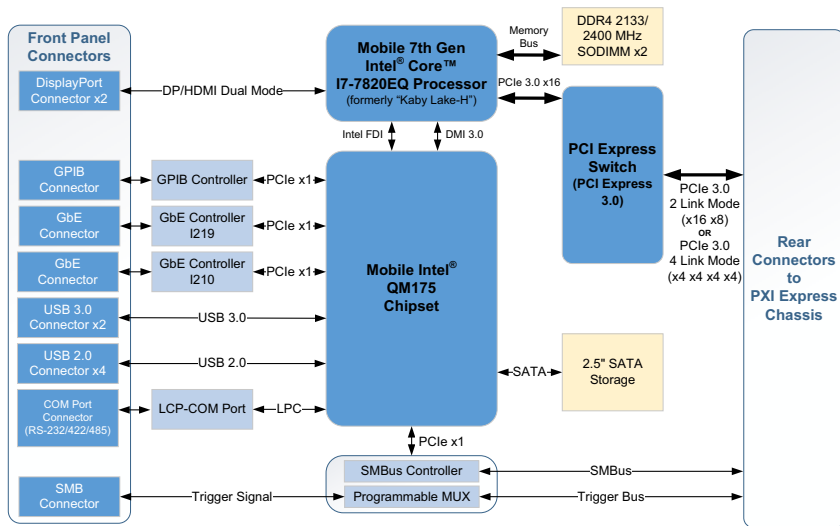 Front Panel
Connectors
DisplayPort
Connector x2
DP/HDMI Dual Mode
Mobile 7th Gen
Intel® Core™
I7-7820EQ Processor
(formerly “Kaby Lake-H”)
Memory
Bus
DDR4 2133/
2400 MHz
SODIMM x2
PCIe 3.0 x16
Intel FDI
DMI 3.0
PCI Express
Switch
(PCI Express
3.0)
PCIe 3.0
2 Link Mode
(x16 x8)
OR
PCIe 3.0
4 Link Mode
(x4 x4 x4 x4)
Rear
Connectors
to
PXI Express
Chassis
GPIB
Connector
GPIB Controller
PCIe x1
GbE
Connector
GbE Controller
I219
PCIe x1
GbE
Connector
GbE Controller
I210
PCIe x1
Mobile Intel®
QM175
Chipset
USB 3.0
Connector x2
USB 3.0
USB 2.0
Connector x4
USB 2.0
SATA
2.5" SATA
Storage
COM Port
Connector
(RS-232/422/485)
LCP-COM Port
LPC
PCIe x1
SMBus Controller
SMBus
SMB
Connector
Trigger Signal
Programmable MUX
Trigger Bus